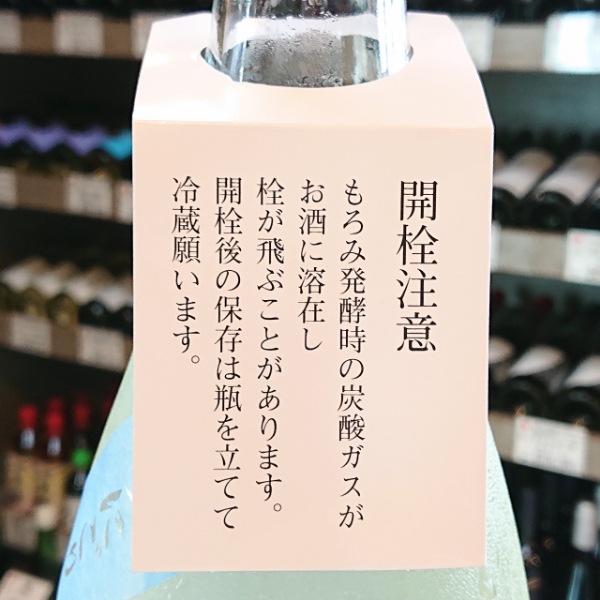 開栓注意
もろみ発酵時の炭酸ガスが
お酒に溶在し
栓が飛ぶことがあります。
開栓後の保存は瓶を立てて
冷蔵願います。